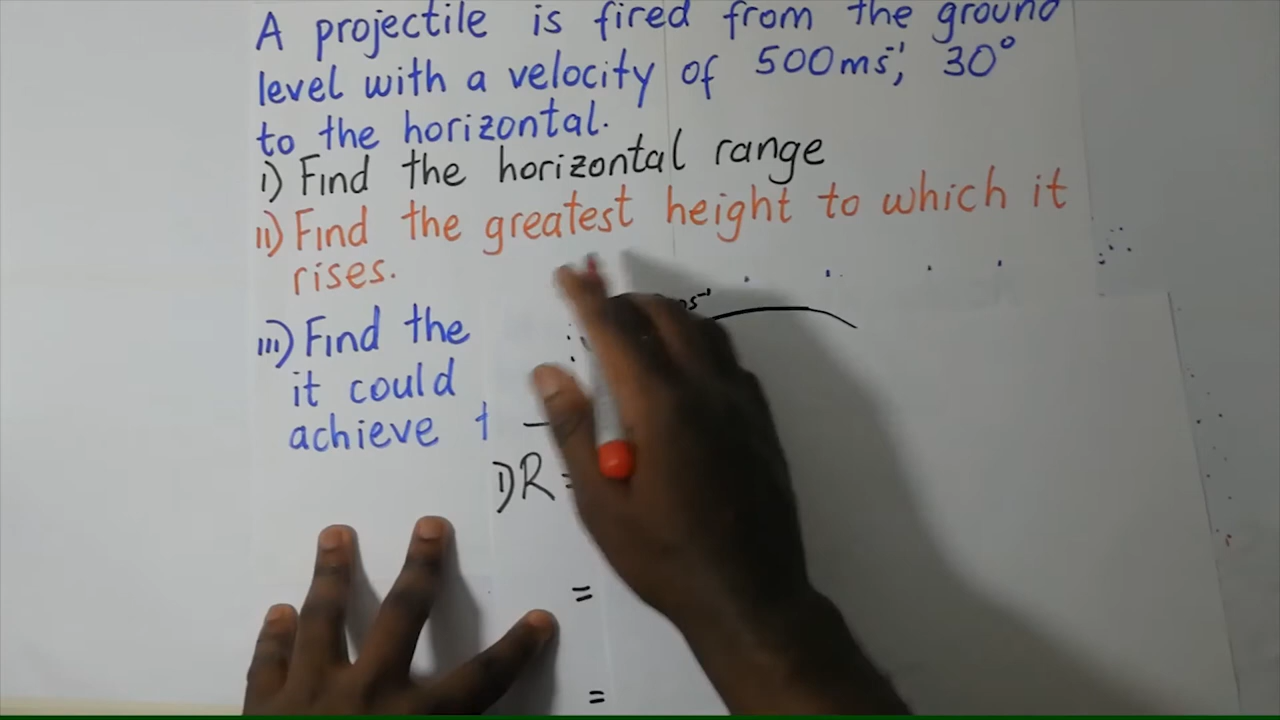 A projectile is fired from the ground
level with a velocity of 500ms⁻¹, 30°
to the horizontal.
i) Find the horizontal range
ii) Find the greatest height to which it
rises.
iii) Find the
it could
achieve
i) R =
=
=